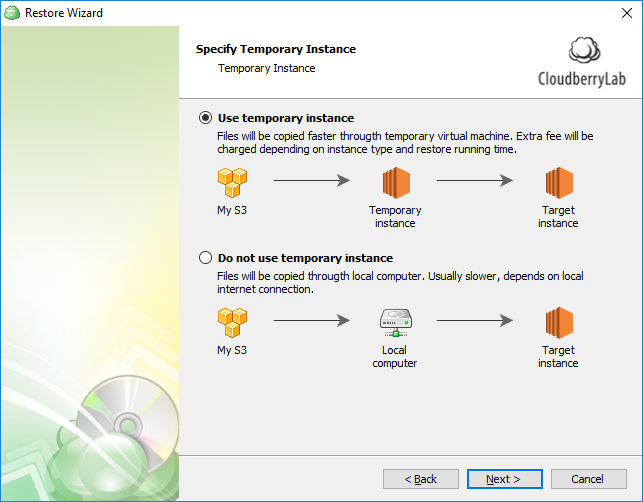 Restore Wizard
Specify Temporary Instance
Temporary Instance
CloudberryLab
Use temporary instance
Files will be copied faster throught temporary virtual machine. Extra fee will be
charged depending on instance type and restore running time.
My S3
Temporary
instance
Target
instance
Do not use temporary instance
Files will be copied throught local computer. Usually slower, depends on local
internet connection.
My S3
Local
computer
Target
instance
< Back
Next >
Cancel